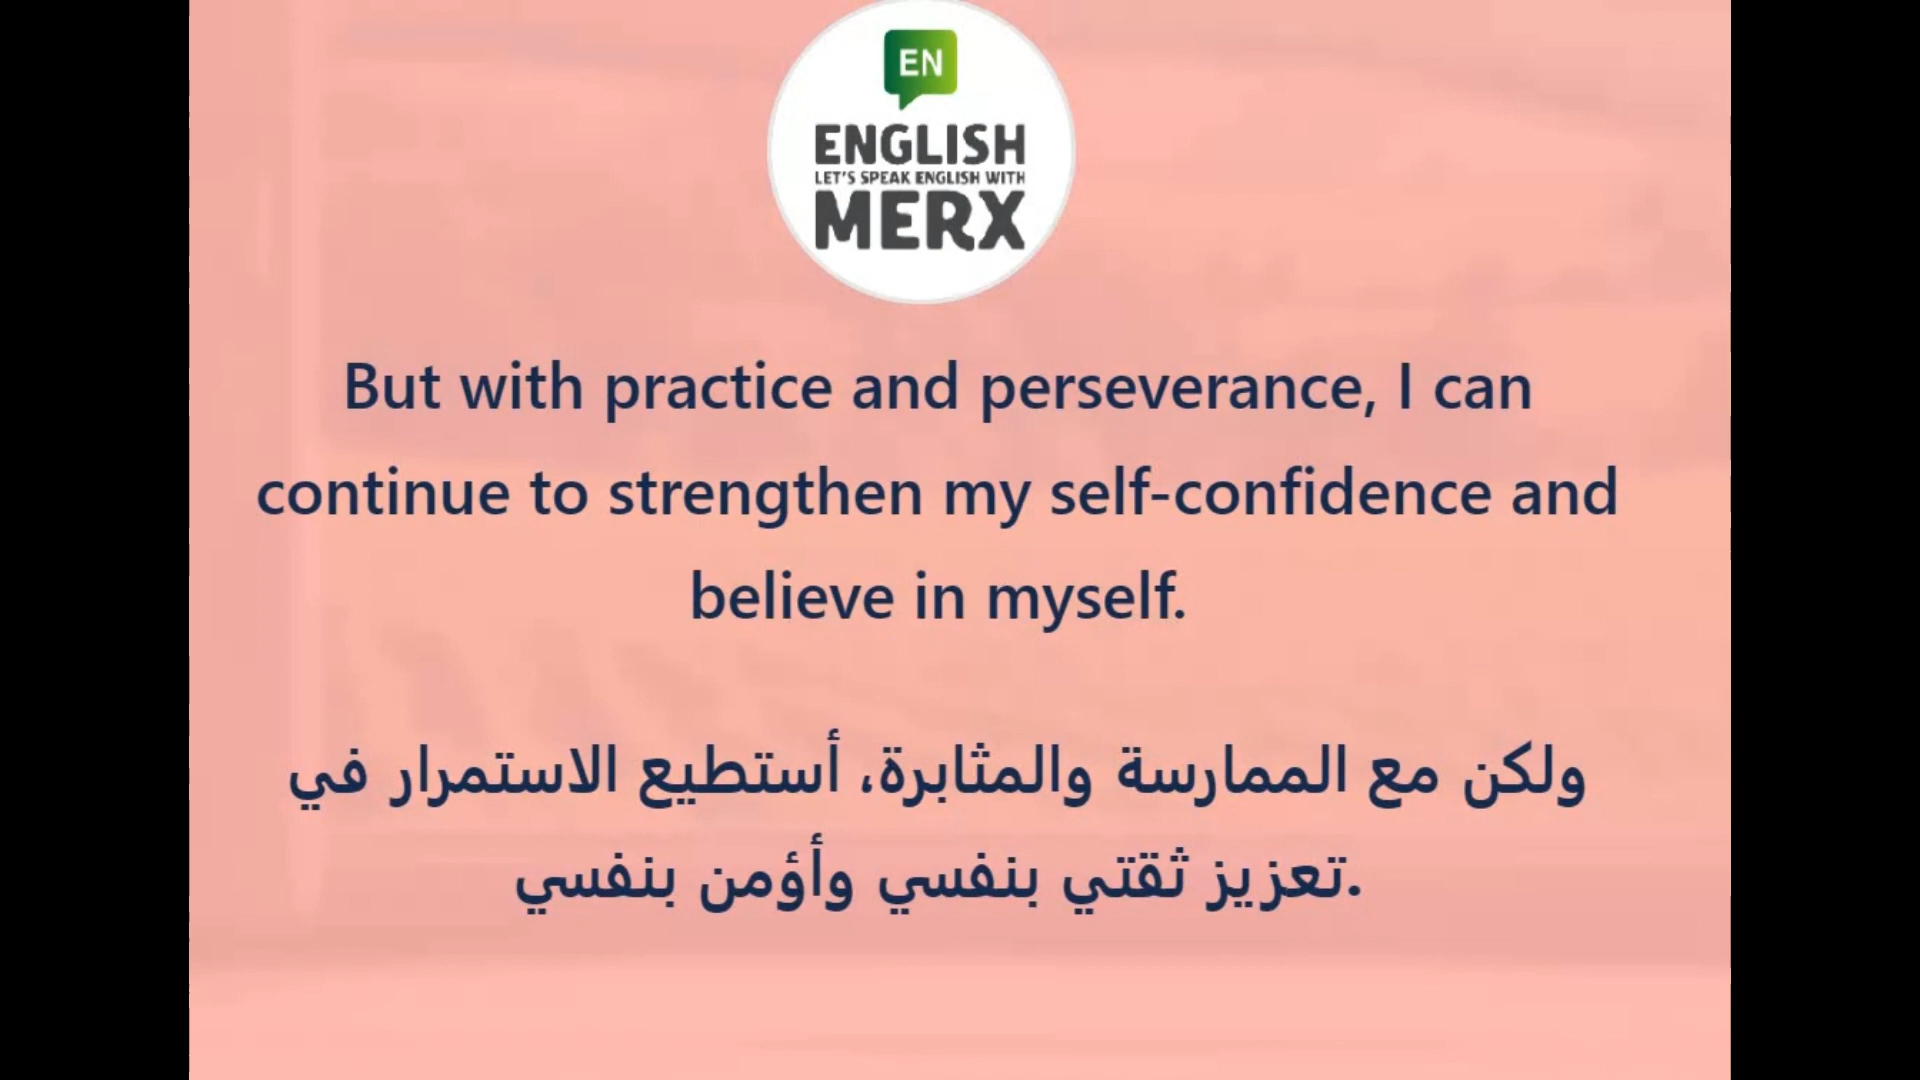 EN
ENGLISH
LET'S SPEAK ENGLISH WITH
MERX
But with practice and perseverance, I can
continue to strengthen my self-confidence and
believe in myself.
ولكن مع الممارسة والمثابرة، أستطيع الاستمرار في
تعزيز ثقتي بنفسي وأؤمن بنفسي.